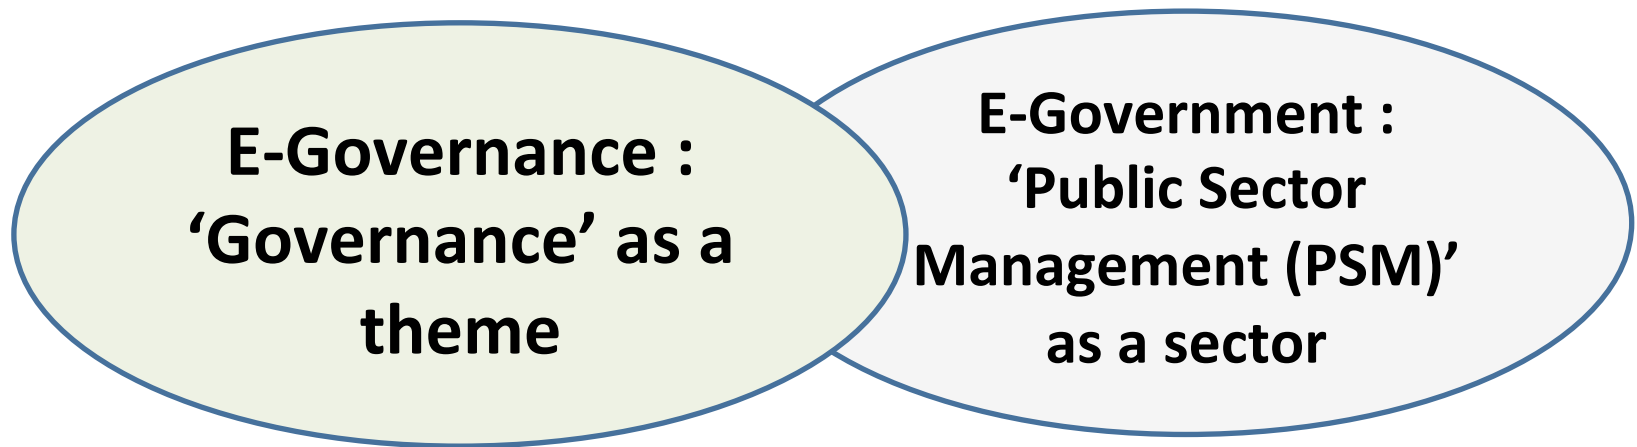 E-Governance :
‘Governance’ as a
theme
E-Government :
‘Public Sector
Management (PSM)’
as a sector